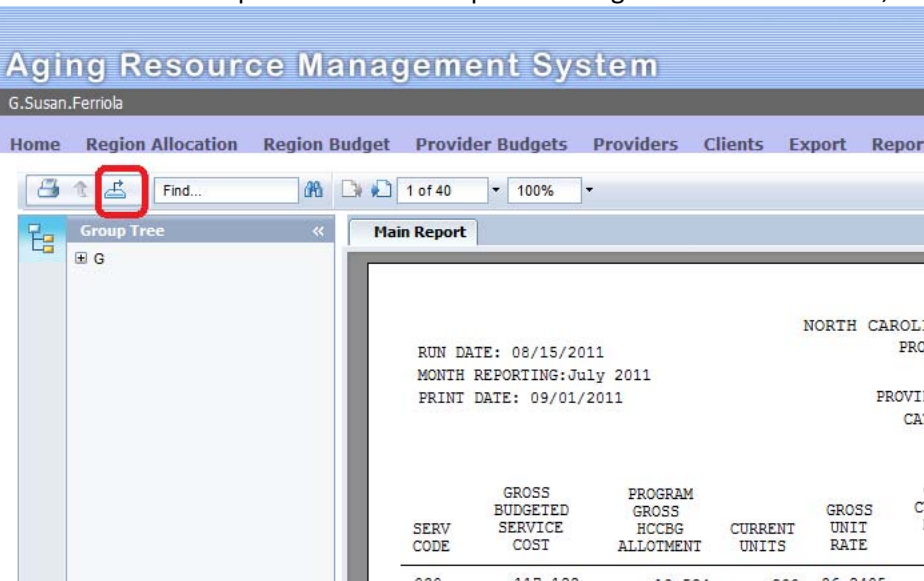 Aging Resource Management System
G.Susan.Ferriola
Home Region Allocation Region Budget Provider Budgets Providers Clients Export
Find... 1 of 40 100%
Group Tree «
Main Report
G
NORTH
RUN DATE: 08/15/2011
MONTH REPORTING:July 2011
PRINT DATE: 09/01/2011
GROSS PROGRAM
BUDGETED GROSS GROSS
SERV SERVICE HCCBG CURRENT UNIT
CODE COST ALLOTMENT UNITS RATE